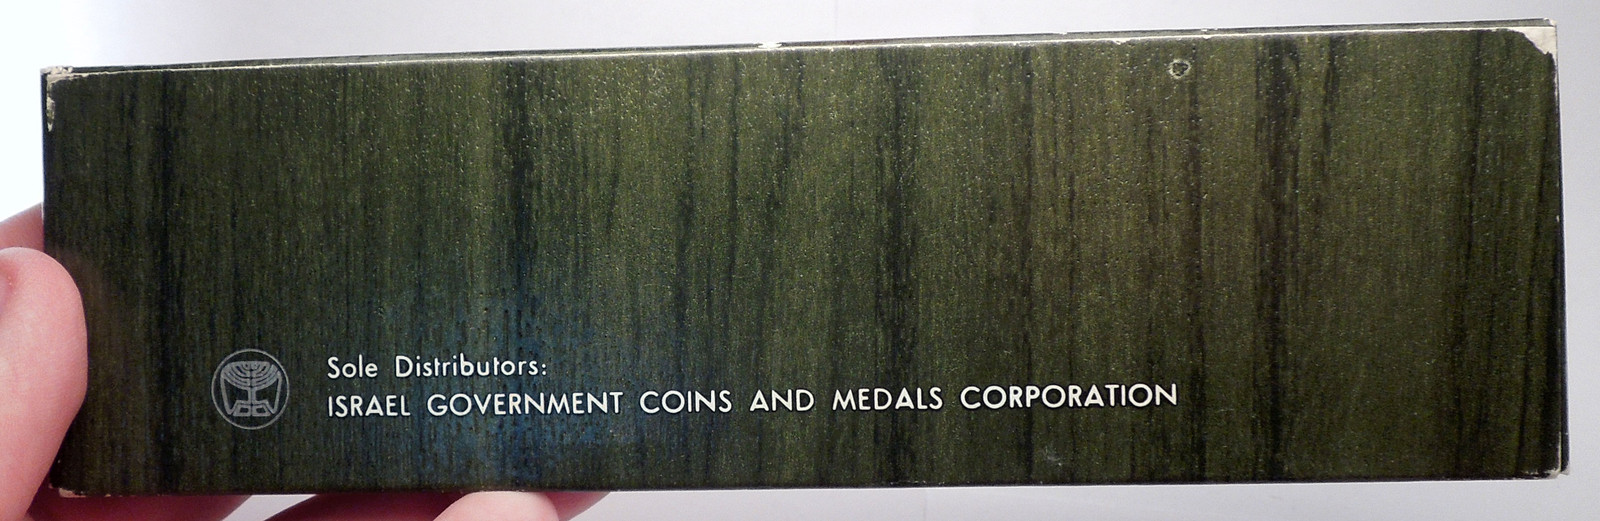 Sole Distributors:
ISRAEL GOVERNMENT COINS AND MEDALS CORPORATION